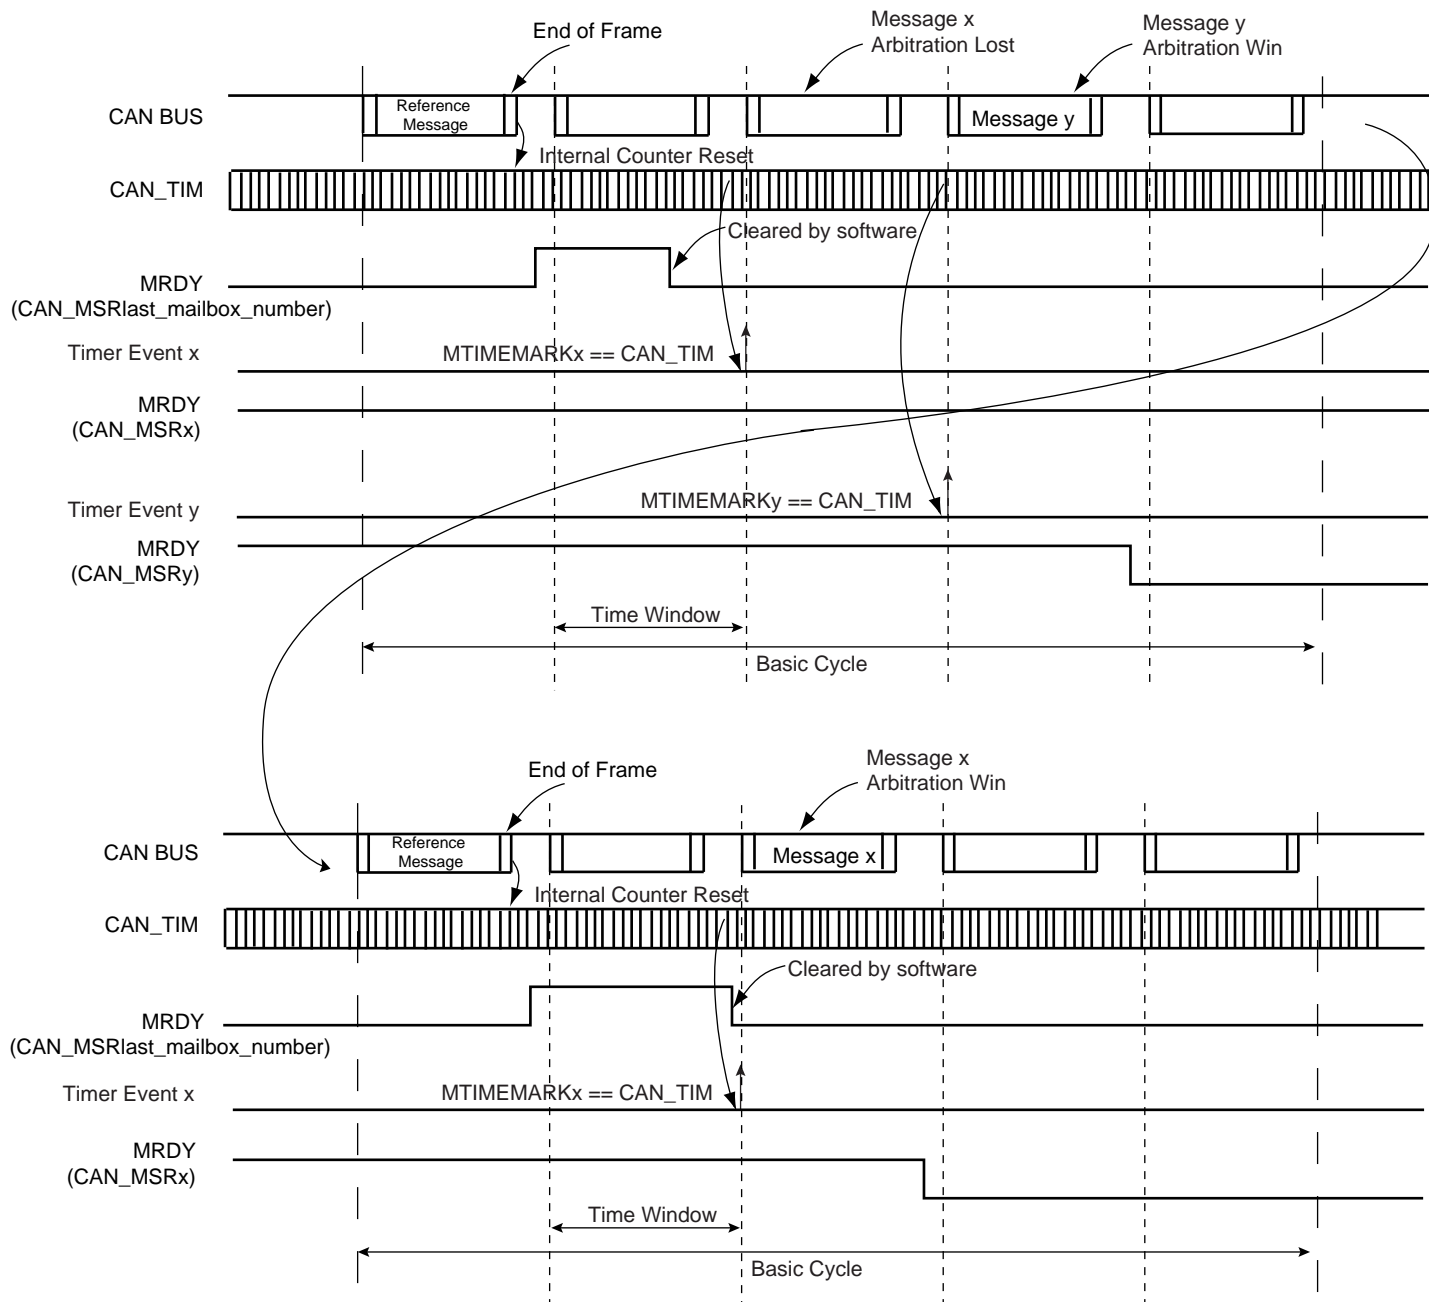 End of Frame
Message x
Arbitration Lost
Message y
Arbitration Win
CAN BUS
Reference
Message
Message y
Internal Counter Reset
CAN_TIM
Cleared by software
MRDY
(CAN_MSRlast_mailbox_number)
Timer Event x
MTIMEMARKx == CAN_TIM
MRDY
(CAN_MSRx)
Timer Event y
MTIMEMARKy == CAN_TIM
MRDY
(CAN_MSRy)
Time Window
Basic Cycle
End of Frame
Message x
Arbitration Win
CAN BUS
Reference
Message
Message x
Internal Counter Reset
CAN_TIM
Cleared by software
MRDY
(CAN_MSRlast_mailbox_number)
Timer Event x
MTIMEMARKx == CAN_TIM
MRDY
(CAN_MSRx)
Time Window
Basic Cycle